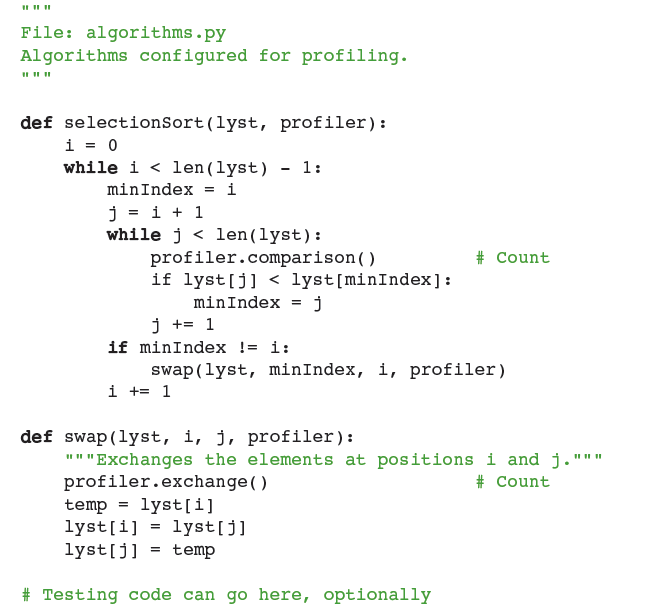 """
File: algorithms.py
Algorithms configured for profiling.
"""

def selectionSort(lyst, profiler):
    i = 0
    while i < len(lyst) - 1:
        minIndex = i
        j = i + 1
        while j < len(lyst):
            profiler.comparison()         # Count
            if lyst[j] < lyst[minIndex]:
                minIndex = j
            j += 1
        if minIndex != i:
            swap(lyst, minIndex, i, profiler)
        i += 1

def swap(lyst, i, j, profiler):
    """Exchanges the elements at positions i and j."""
    profiler.exchange()                   # Count
    temp = lyst[i]
    lyst[i] = lyst[j]
    lyst[j] = temp

# Testing code can go here, optionally